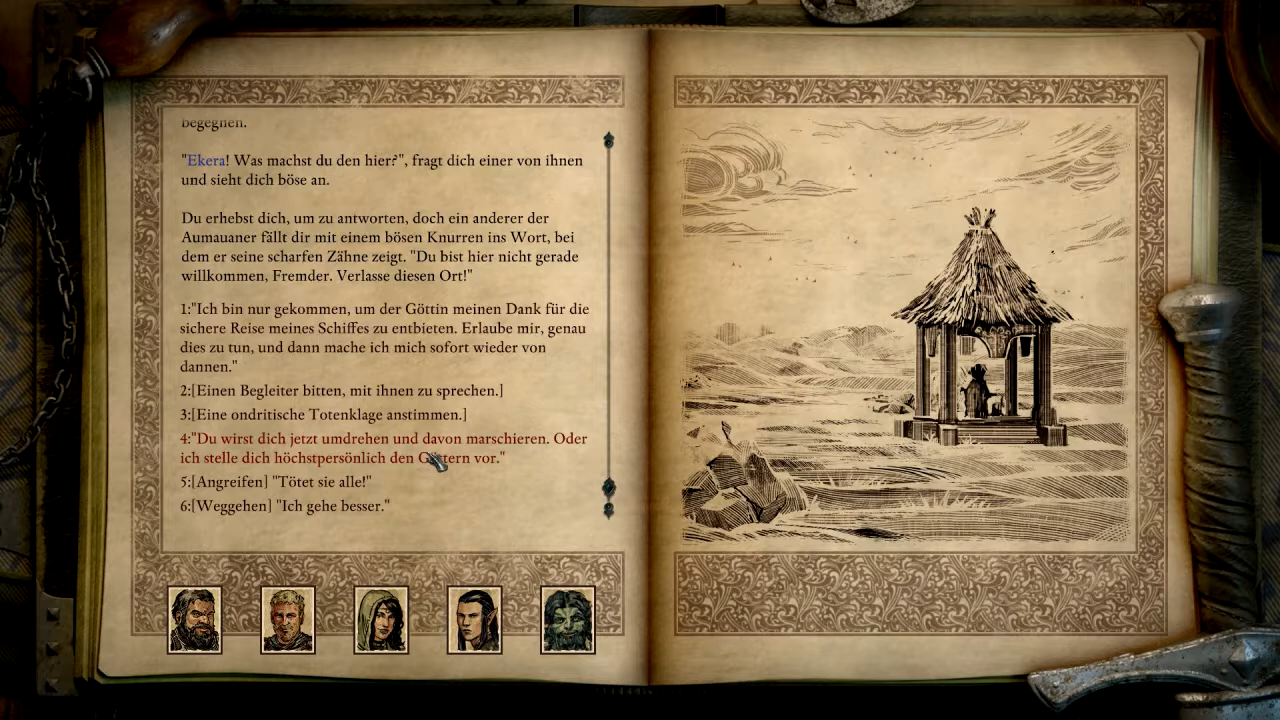 begegnen.
"Ekera! Was machst du den hier?", fragt dich einer von ihnen
und sieht dich böse an.
Du erhebst dich, um zu antworten, doch ein anderer der
Aumauaner fällt dir mit einem bösen Knurren ins Wort, bei
dem er seine scharfen Zähne zeigt. "Du bist hier nicht gerade
willkommen, Fremder. Verlasse diesen Ort!"
1:"Ich bin nur gekommen, um der Göttin meinen Dank für die
sichere Reise meines Schiffes zu entbieten. Erlaube mir, genau
dies zu tun, und dann mache ich mich sofort wieder von
dannen."
2:[Einen Begleiter bitten, mit ihnen zu sprechen.]
3:[Eine ondritische Totenklage anstimmen.]
4:"Du wirst dich jetzt umdrehen und davon marschieren. Oder
ich stelle dich höchstpersönlich den Göttern vor."
5:[Angreifen] "Tötet sie alle!"
6:[Weggehen] "Ich gehe besser."